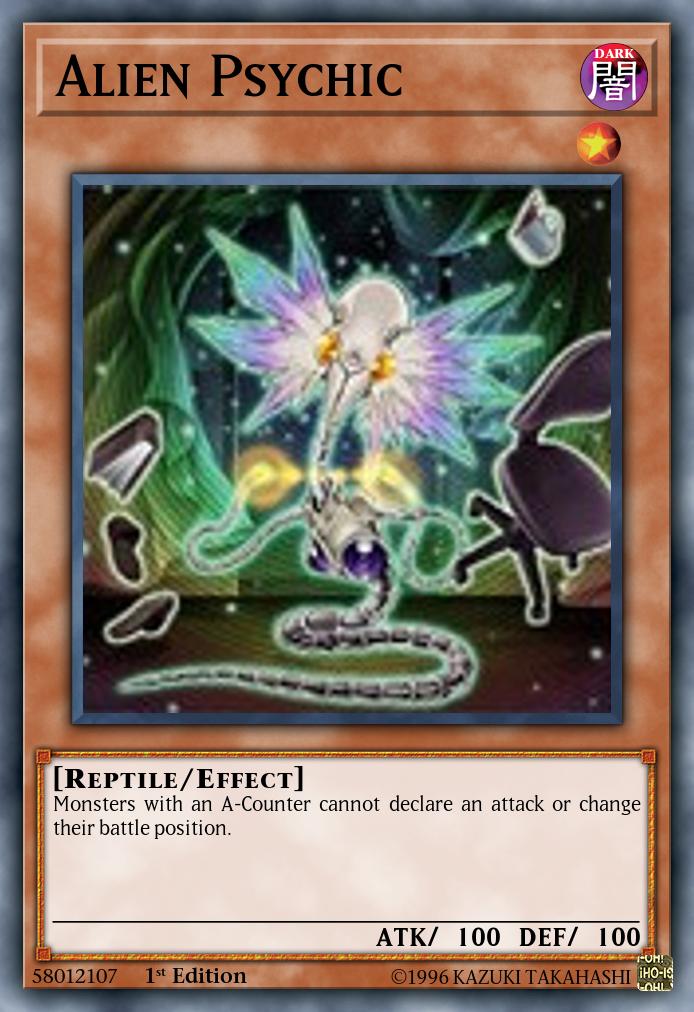 Alien Psychic
DARK
闇
[Reptile/Effect]
Monsters with an A-Counter cannot declare an attack or change
their battle position.
ATK/ 100 DEF/ 100
58012107 1st Edition ©1996 KAZUKI TAKAHASHI